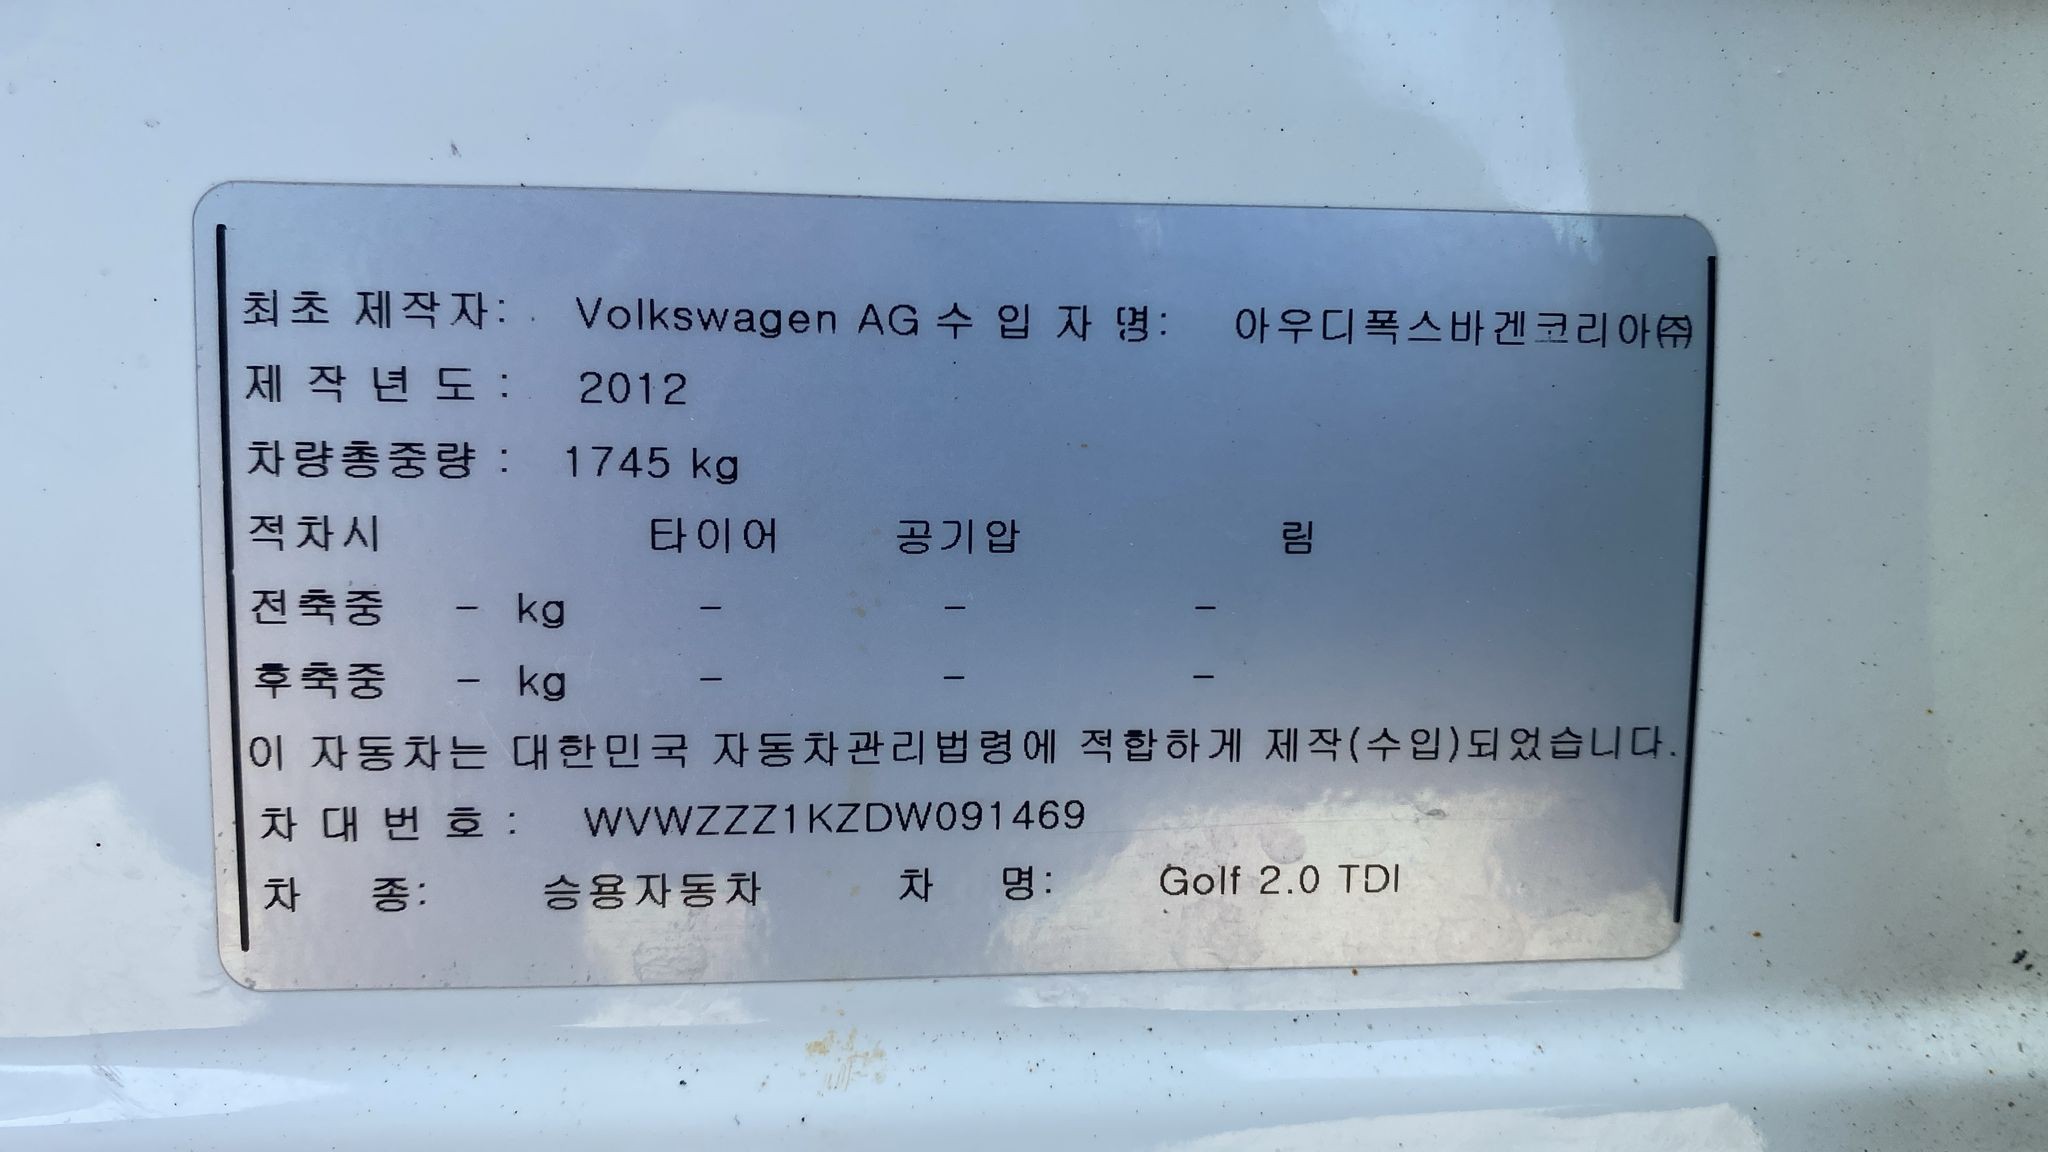 최초 제작자: Volkswagen AG 수 입 자 명: 아우디폭스바겐코리아㈜
제 작 년 도 : 2012
차량총중량 : 1745 kg
적차시 타이어 공기압 림
전축중 - kg - - -
후축중 - kg - - -
이 자동차는 대한민국 자동차관리법령에 적합하게 제작(수입)되었습니다.
차 대 번 호 : WVWZZZ1KZDW091469
차 종: 승용자동차 차 명: Golf 2.0 TDI